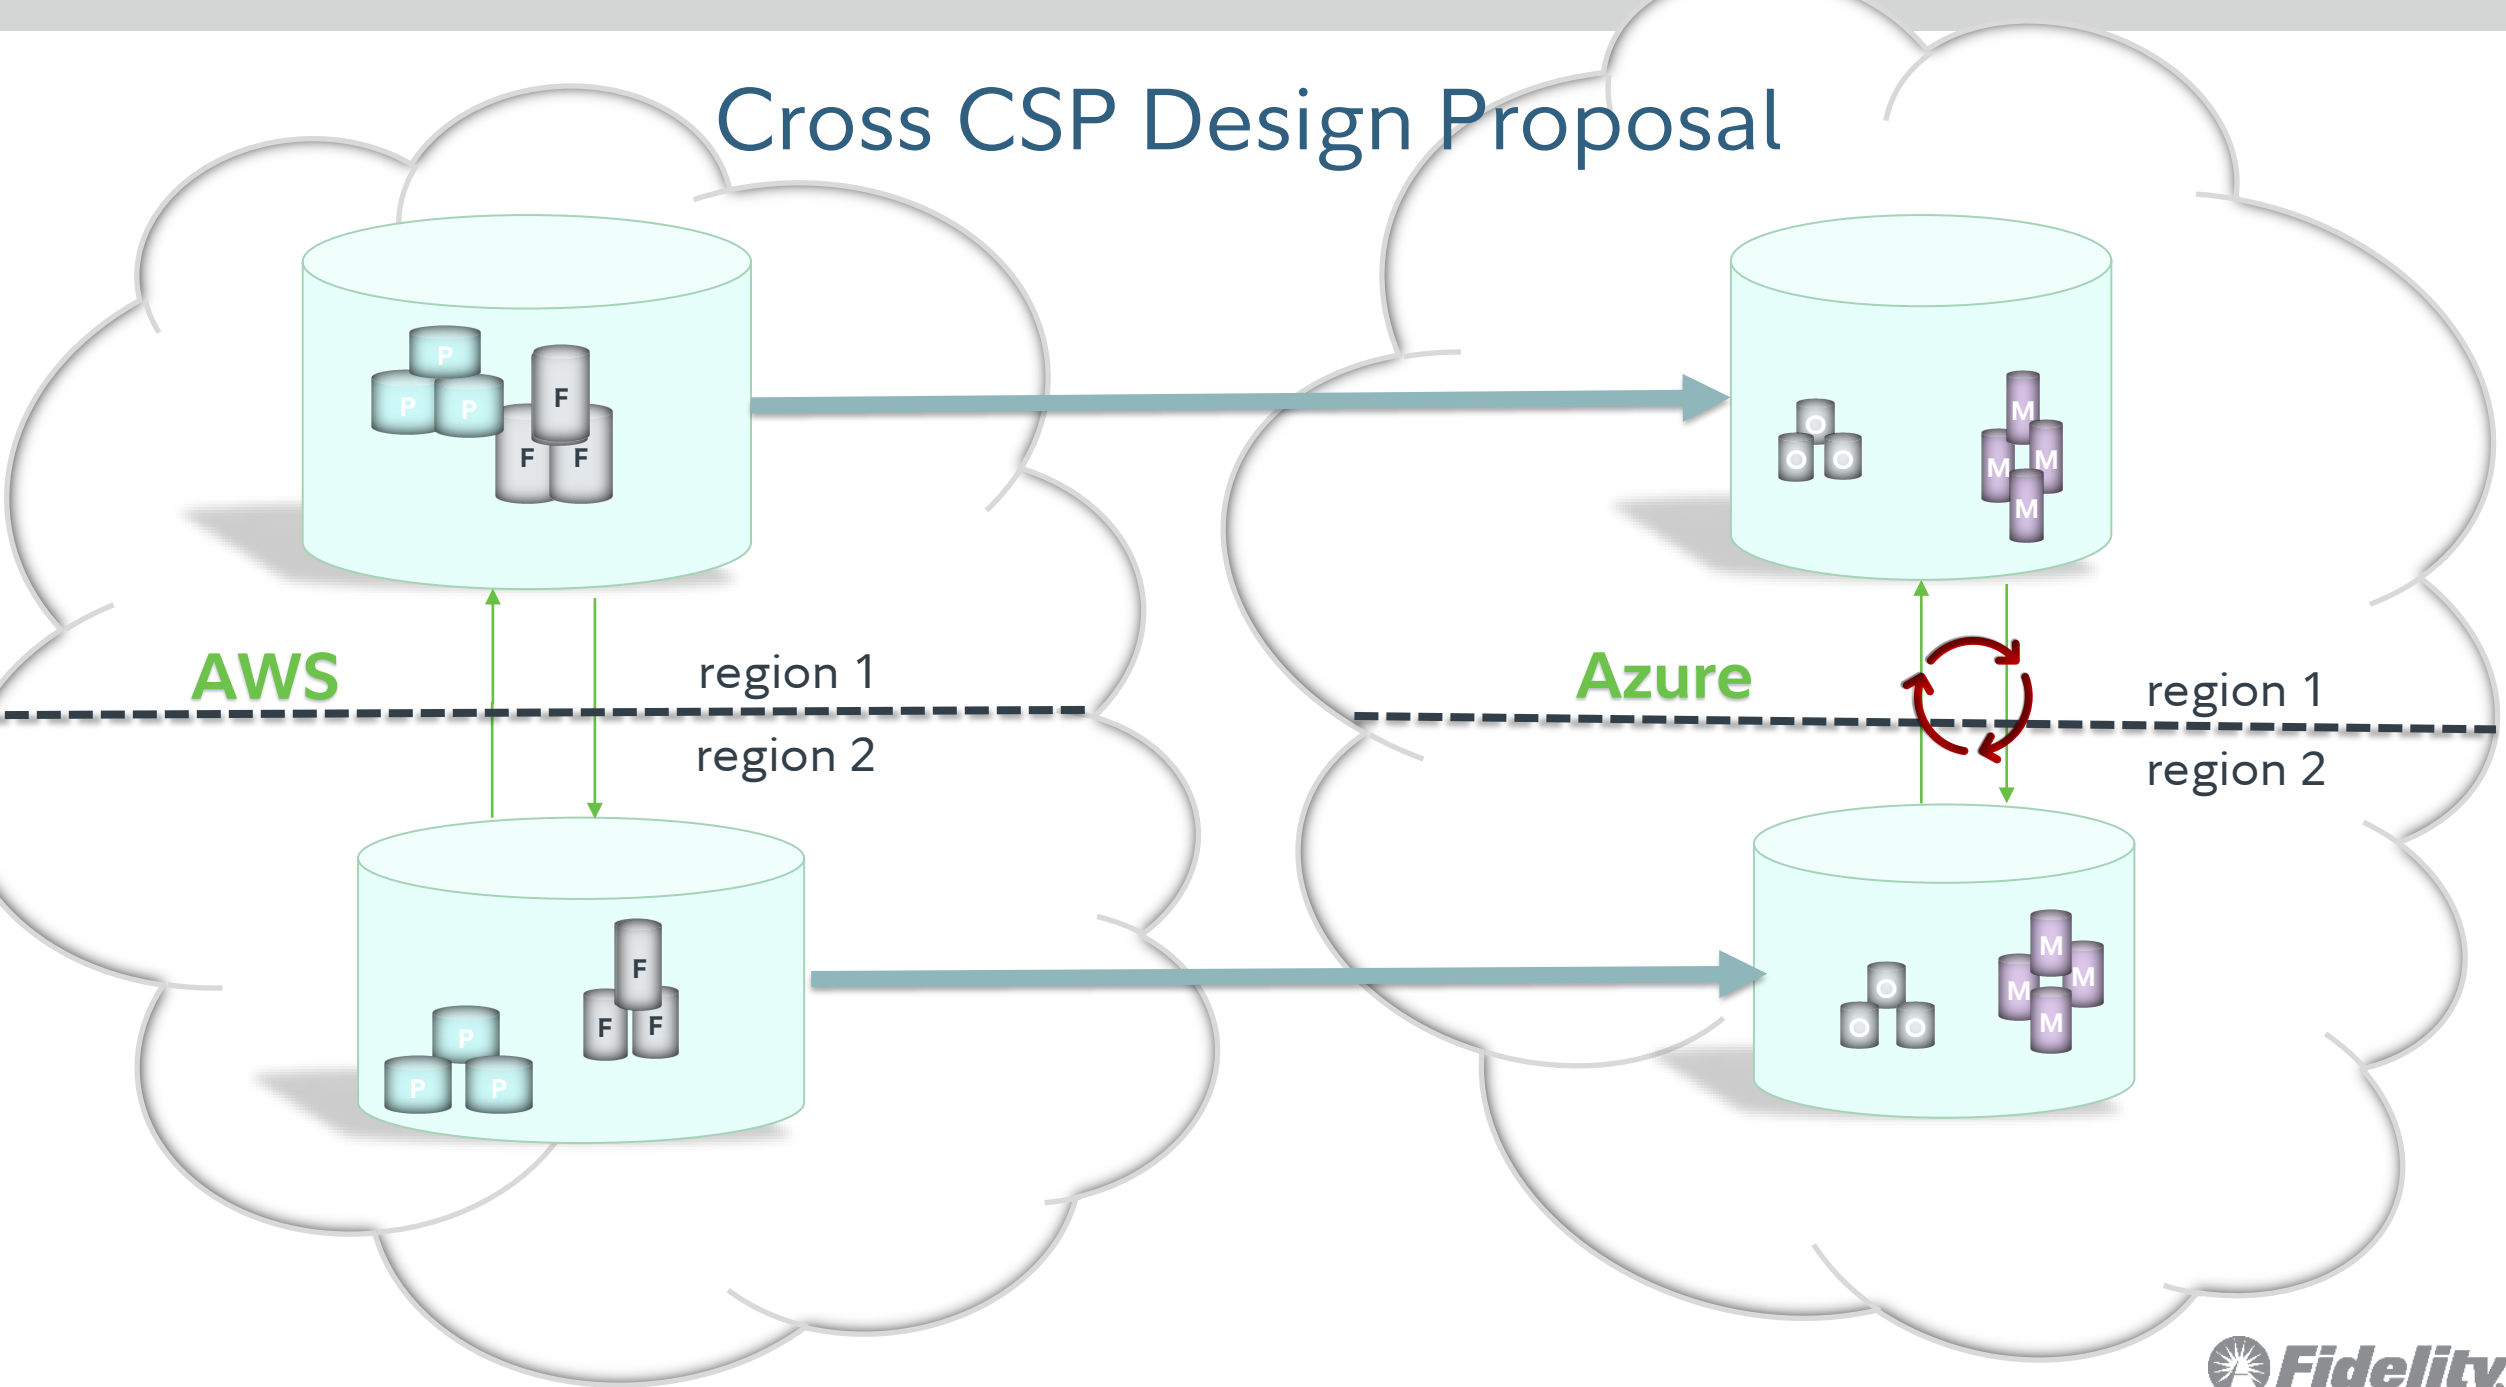 Cross CSP Design Proposal
P
P P
F
F F
O
O O
M
M M
M
AWS
region 1
region 2
Azure
region 1
region 2
P
P P
F
F F
O
O O
M
M M
M
Fidelity